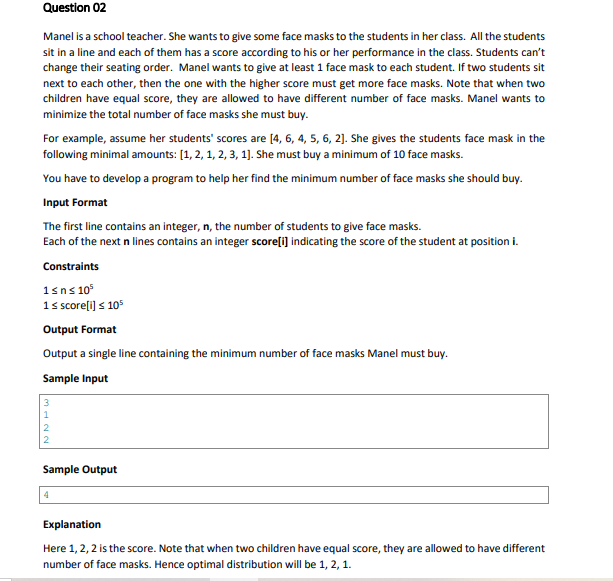 Question 02
Manel is a school teacher. She wants to give some face masks to the students in her class. All the students
sit in a line and each of them has a score according to his or her performance in the class. Students can't
change their seating order. Manel wants to give at least 1 face mask to each student. If two students sit
next to each other, then the one with the higher score must get more face masks. Note that when two
children have equal score, they are allowed to have different number of face masks. Manel wants to
minimize the total number of face masks she must buy.
For example, assume her students' scores are [4, 6, 4, 5, 6, 2]. She gives the students face mask in the
following minimal amounts: [1, 2, 1, 2, 3, 1]. She must buy a minimum of 10 face masks.
You have to develop a program to help her find the minimum number of face masks she should buy.
Input Format
The first line contains an integer, n, the number of students to give face masks.
Each of the next n lines contains an integer score[i] indicating the score of the student at position i.
Constraints
1 ≤ n ≤ 10⁵
1 ≤ score[i] ≤ 10⁵
Output Format
Output a single line containing the minimum number of face masks Manel must buy.
Sample Input
3
1
2
2
Sample Output
4
Explanation
Here 1, 2, 2 is the score. Note that when two children have equal score, they are allowed to have different
number of face masks. Hence optimal distribution will be 1, 2, 1.